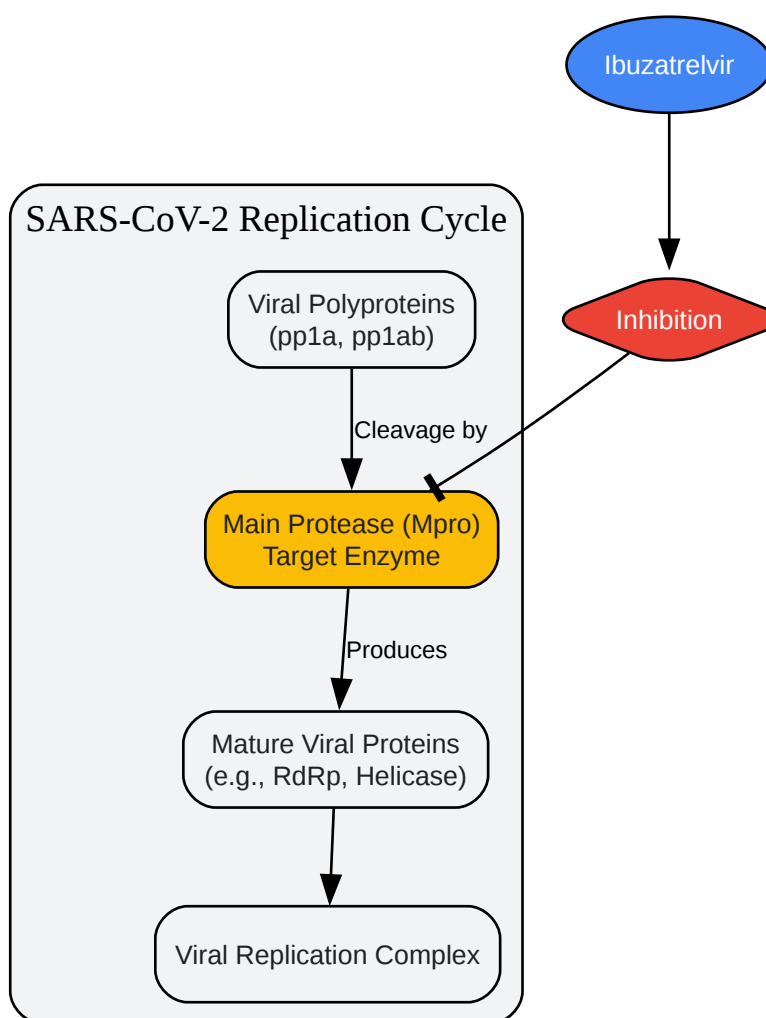 Ibuzatrelvir
SARS-CoV-2 Replication Cycle
Viral Polyproteins
(pp1a, pp1ab)
Inhibition
Cleavage by
Main Protease (Mpro)
Target Enzyme
Produces
Mature Viral Proteins
(e.g., RdRp, Helicase)
Viral Replication Complex